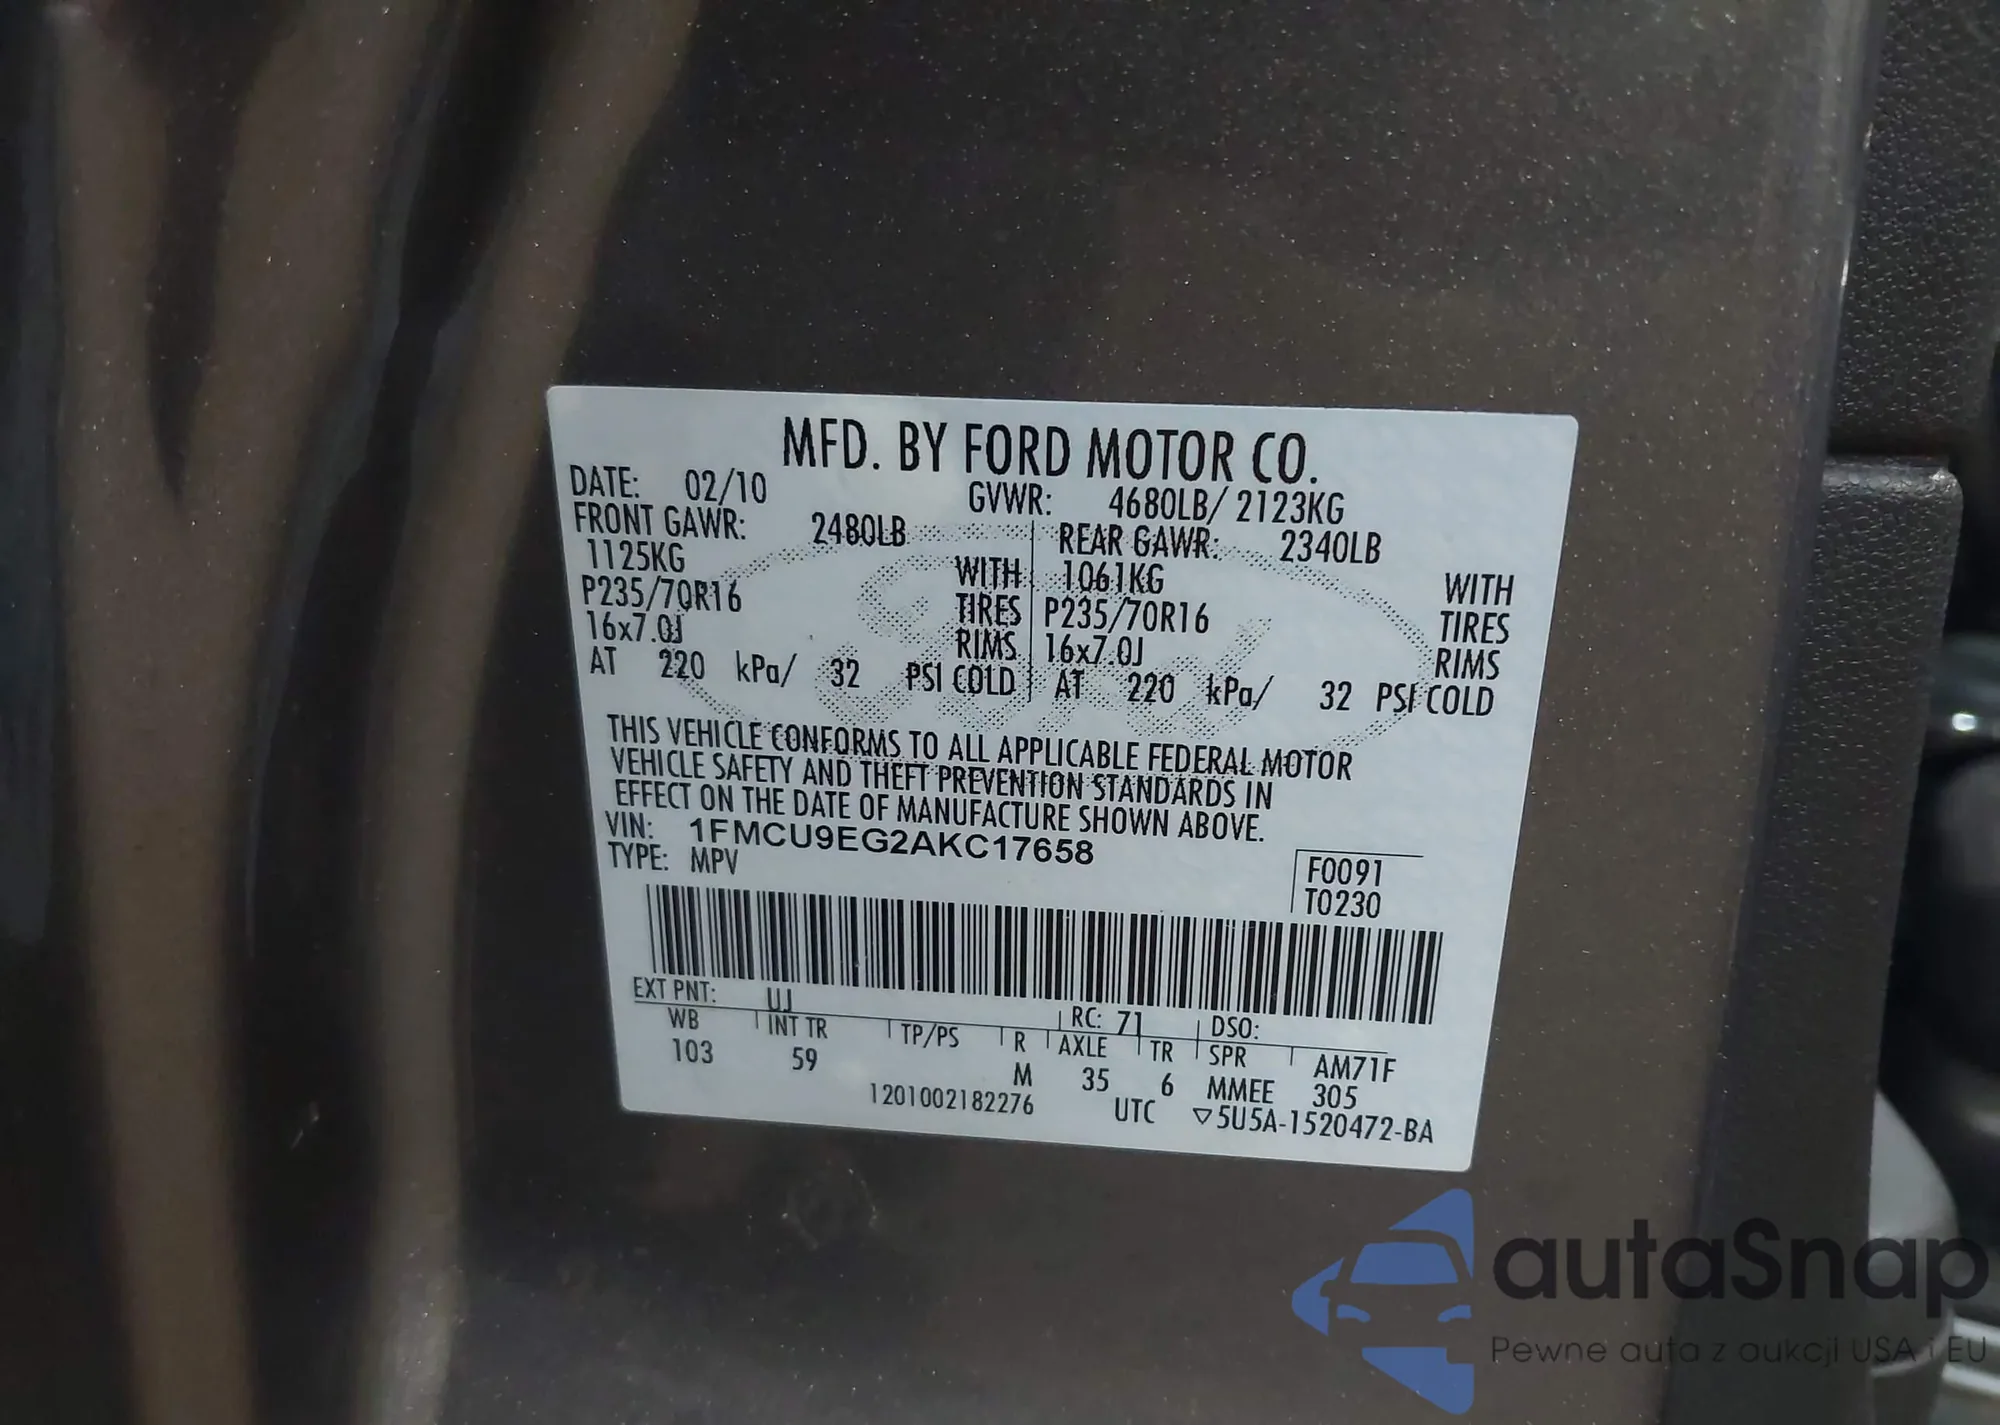 MFD. BY FORD MOTOR CO.
DATE: 02/10 GVWR: 4680LB/ 2123KG
FRONT GAWR: 2480LB REAR GAWR: 2340LB
1125KG WITH 1061KG WITH
P235/70R16 TIRES P235/70R16 TIRES
16x7.0J RIMS 16x7.0J RIMS
AT 220 kPa/ 32 PSI COLD AT 220 kPa/ 32 PSI COLD
THIS VEHICLE CONFORMS TO ALL APPLICABLE FEDERAL MOTOR
VEHICLE SAFETY AND THEFT PREVENTION STANDARDS IN
EFFECT ON THE DATE OF MANUFACTURE SHOWN ABOVE.
VIN: 1FMCU9EG2AKC17658
TYPE: MPV
F0091
T0230
EXT PNT: UJ RC: 71 DSO:
WB INT TR TP/PS R AXLE TR SPR AM71F
103 59 M 35 6 MMEE 305
1201002182276 UTC ▽5U5A-1520472-BA
autaSnap
Pewne auta z aukcji USA i EU